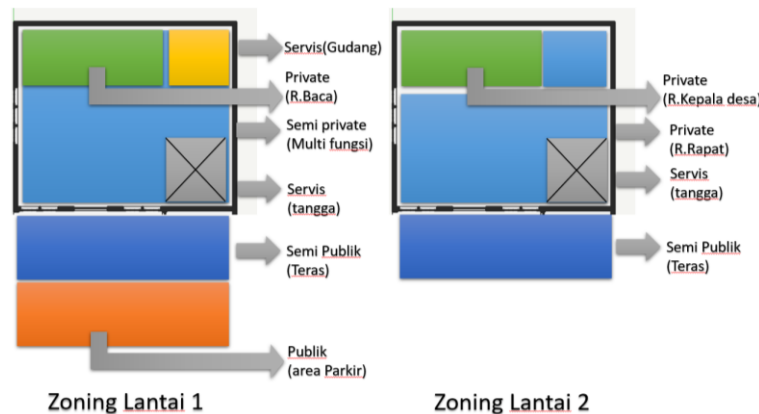 Servis(Gudang)
Private
(R.Baca)
Semi private
(Multi fungsi)
Servis
(tangga)
Semi Publik
(Teras)
Publik
(area Parkir)
Zoning Lantai 1
Private
(R.Kepala desa)
Private
(R.Rapat)
Servis
(tangga)
Semi Publik
(Teras)
Zoning Lantai 2